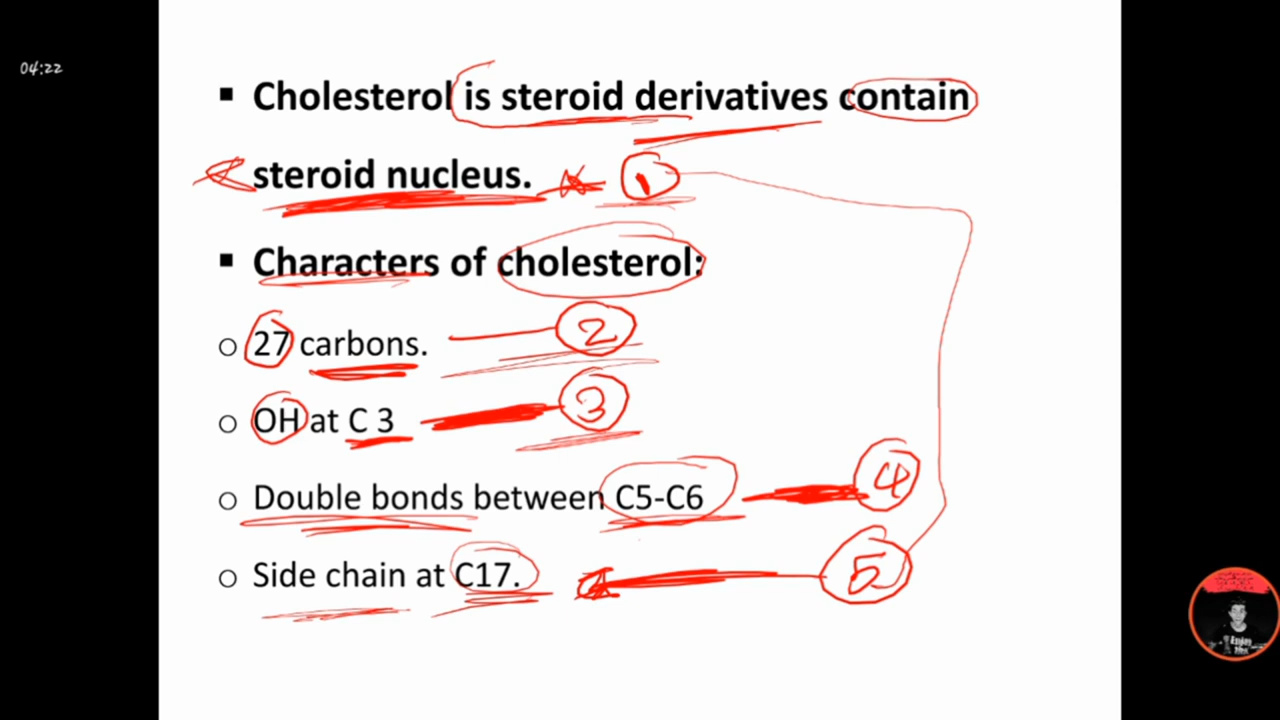 04:22
▪ Cholesterol is steroid derivatives contain
steroid nucleus. 1
▪ Characters of cholesterol:
o 27 carbons. 2
o OH at C 3 3
o Double bonds between C5-C6 4
o Side chain at C17. 5